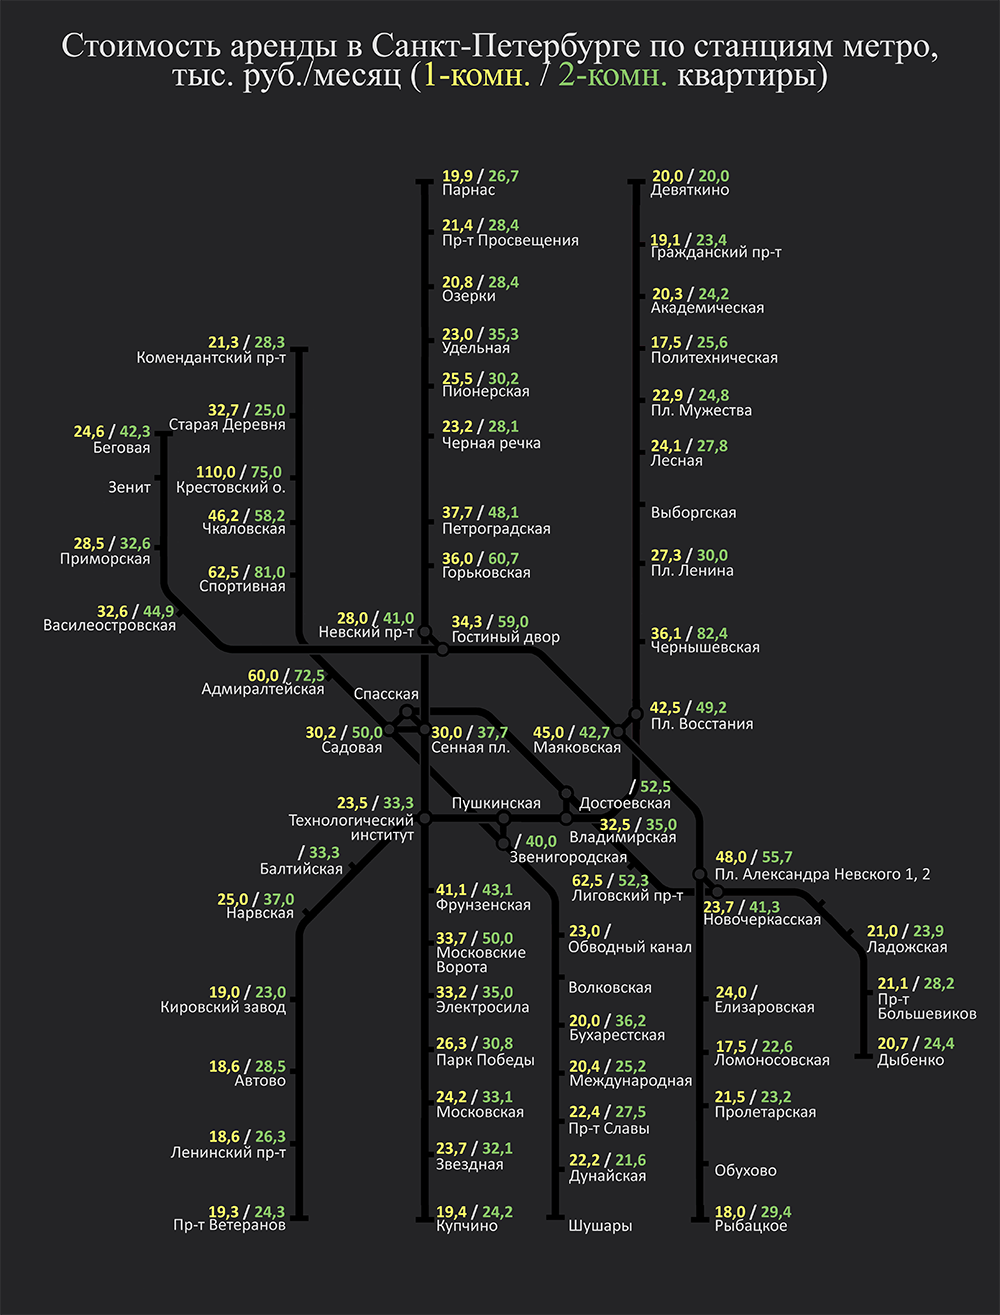 Стоимость аренды в Санкт-Петербурге по станциям метро,
тыс. руб./месяц (1-комн. / 2-комн. квартиры)
19,9 / 26,7
Парнас
21,4 / 28,4
Пр-т Просвещения
20,8 / 28,4
Озерки
23,0 / 35,3
Удельная
25,5 / 30,2
Пионерская
23,2 / 28,1
Черная речка
37,7 / 48,1
Петроградская
36,0 / 60,7
Горьковская
20,0 / 20,0
Девяткино
19,1 / 23,4
Гражданский пр-т
20,3 / 24,2
Академическая
17,5 / 25,6
Политехническая
22,9 / 24,8
Пл. Мужества
24,1 / 27,8
Лесная
Выборгская
27,3 / 30,0
Пл. Ленина
36,1 / 82,4
Чернышевская
42,5 / 49,2
Пл. Восстания
21,3 / 28,3
Комендантский пр-т
32,7 / 25,0
Старая Деревня
110,0 / 75,0
Крестовский о.
46,2 / 58,2
Чкаловская
62,5 / 81,0
Спортивная
24,6 / 42,3
Беговая
Зенит
28,5 / 32,6
Приморская
32,6 / 44,9
Василеостровская
28,0 / 41,0
Невский пр-т
34,3 / 59,0
Гостиный двор
60,0 / 72,5
Адмиралтейская
Спасская
30,2 / 50,0
Садовая
30,0 / 37,7
Сенная пл.
45,0 / 42,7
Маяковская
/ 52,5
Достоевская
32,5 / 35,0
Владимирская
Пушкинская
/ 40,0
Звенигородская
23,5 / 33,3
Технологический
институт
/ 33,3
Балтийская
25,0 / 37,0
Нарвская
19,0 / 23,0
Кировский завод
18,6 / 28,5
Автово
18,6 / 26,3
Ленинский пр-т
19,3 / 24,3
Пр-т Ветеранов
41,1 / 43,1
Фрунзенская
33,7 / 50,0
Московские
Ворота
33,2 / 35,0
Электросила
26,3 / 30,8
Парк Победы
24,2 / 33,1
Московская
23,7 / 32,1
Звездная
19,4 / 24,2
Купчино
62,5 / 52,3
Лиговский пр-т
23,0 /
Обводный канал
Волковская
20,0 / 36,2
Бухарестская
20,4 / 25,2
Международная
22,4 / 27,5
Пр-т Славы
22,2 / 21,6
Дунайская
Шушары
48,0 / 55,7
Пл. Александра Невского 1, 2
23,7 / 41,3
Новочеркасская
21,0 / 23,9
Ладожская
21,1 / 28,2
Пр-т
Большевиков
20,7 / 24,4
Дыбенко
24,0 /
Елизаровская
17,5 / 22,6
Ломоносовская
21,5 / 23,2
Пролетарская
Обухово
18,0 / 29,4
Рыбацкое